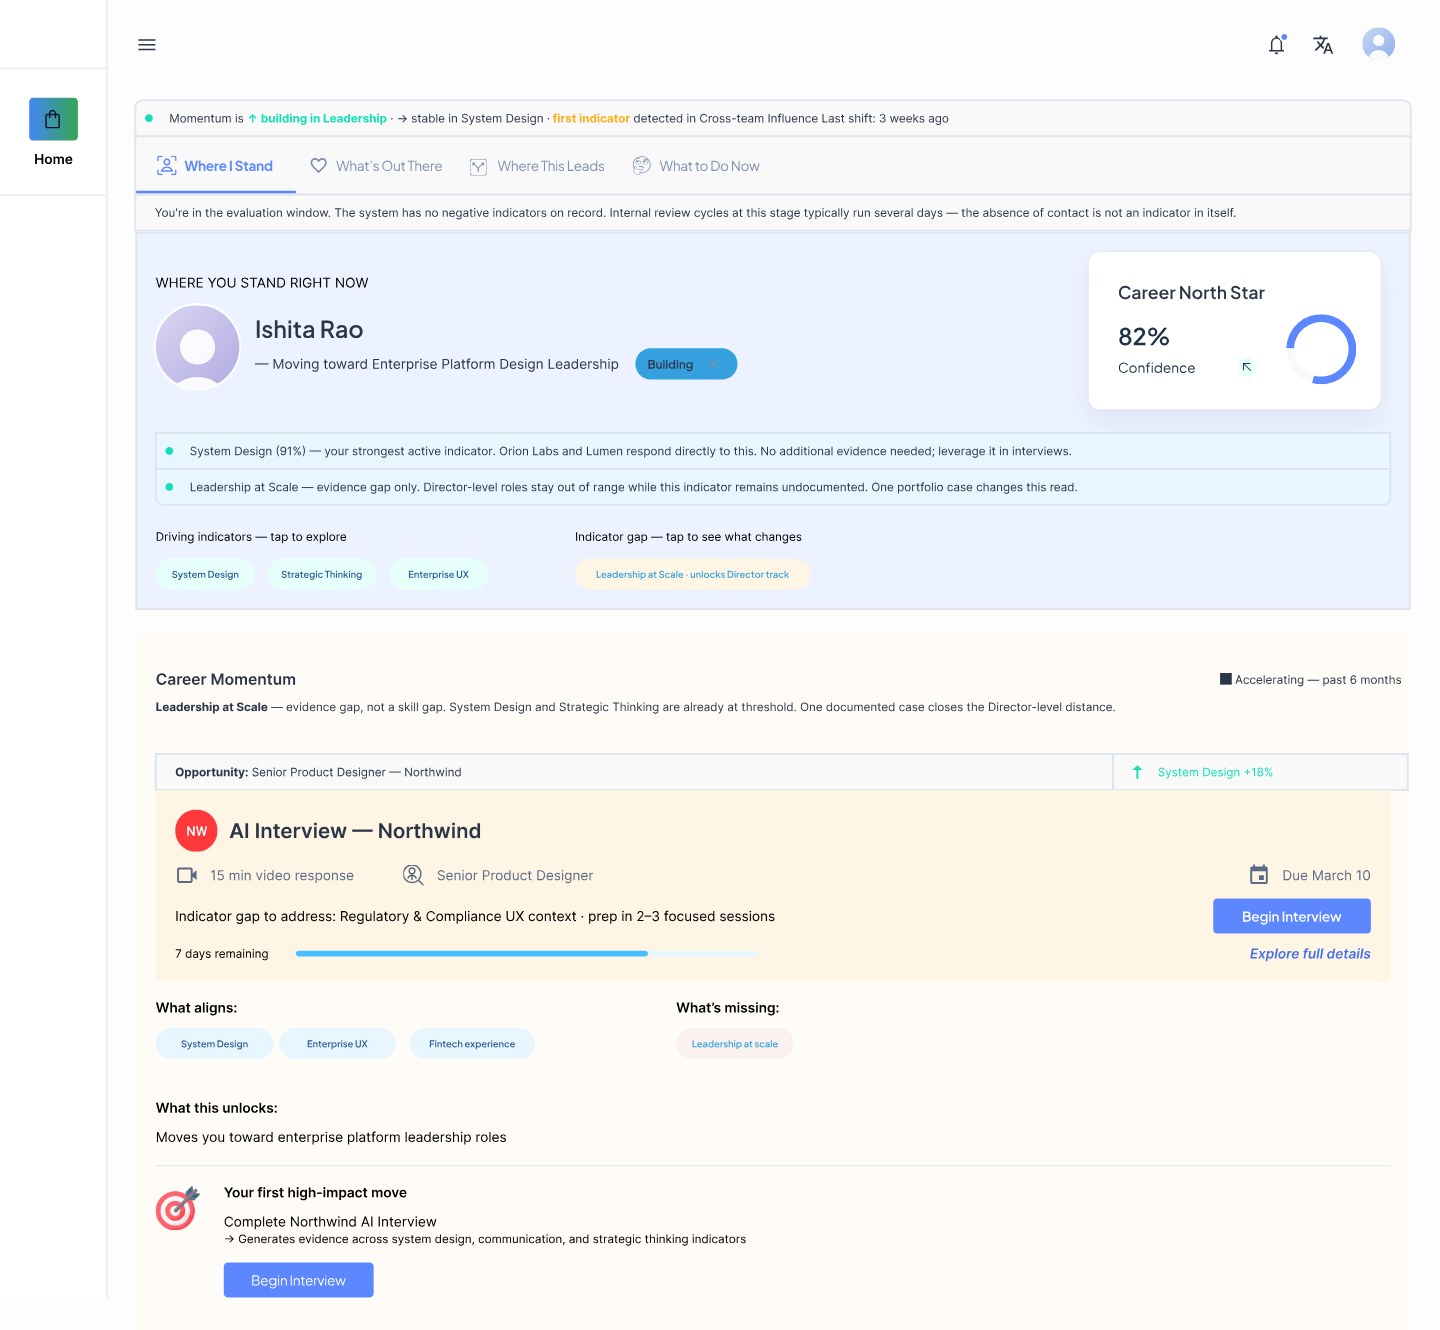 Home
Momentum is ↑ building in Leadership · → stable in System Design · first indicator detected in Cross-team Influence Last shift: 3 weeks ago
Where I Stand
What's Out There
Where This Leads
What to Do Now
You're in the evaluation window. The system has no negative indicators on record. Internal review cycles at this stage typically run several days — the absence of contact is not an indicator in itself.
WHERE YOU STAND RIGHT NOW
Ishita Rao
— Moving toward Enterprise Platform Design Leadership
Building
Career North Star
82%
Confidence
System Design (91%) — your strongest active indicator. Orion Labs and Lumen respond directly to this. No additional evidence needed; leverage it in interviews.
Leadership at Scale — evidence gap only. Director-level roles stay out of range while this indicator remains undocumented. One portfolio case changes this read.
Driving indicators — tap to explore
Indicator gap — tap to see what changes
System Design
Strategic Thinking
Enterprise UX
Leadership at Scale · unlocks Director track
Career Momentum
Accelerating — past 6 months
Leadership at Scale — evidence gap, not a skill gap. System Design and Strategic Thinking are already at threshold. One documented case closes the Director-level distance.
Opportunity: Senior Product Designer — Northwind
↑ System Design +18%
NW
AI Interview — Northwind
15 min video response
Senior Product Designer
Due March 10
Indicator gap to address: Regulatory & Compliance UX context · prep in 2–3 focused sessions
Begin Interview
7 days remaining
Explore full details
What aligns:
What's missing:
System Design
Enterprise UX
Fintech experience
Leadership at scale
What this unlocks:
Moves you toward enterprise platform leadership roles
Your first high-impact move
Complete Northwind AI Interview
→ Generates evidence across system design, communication, and strategic thinking indicators
Begin Interview